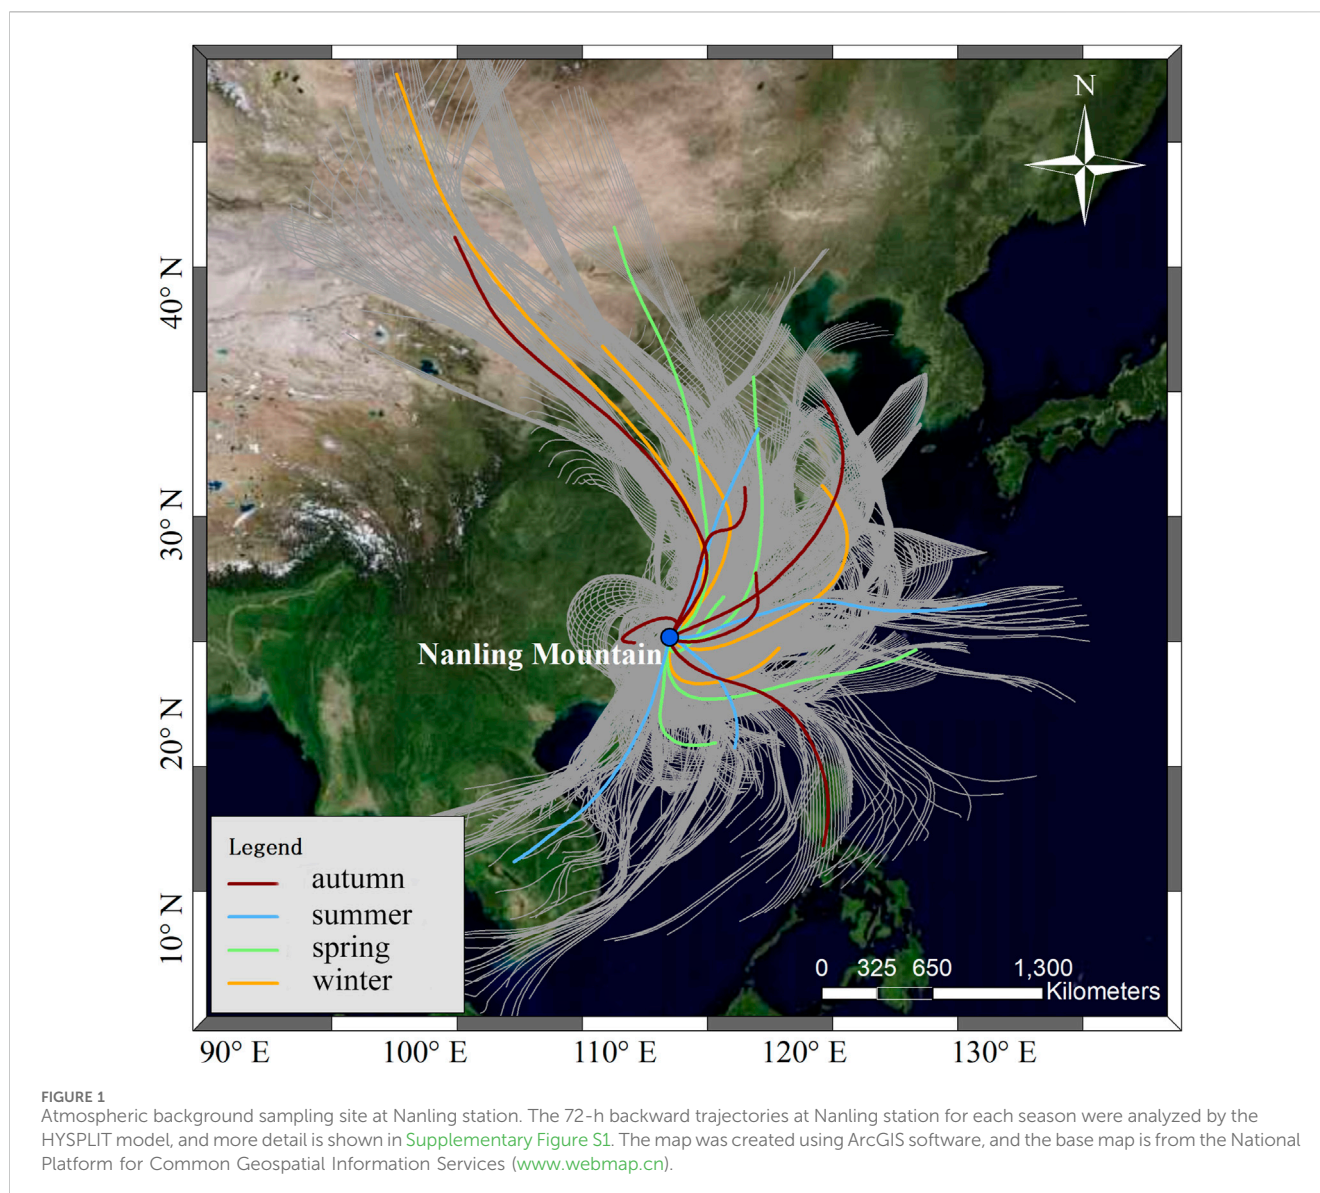 N
40° N
30° N
20° N
10° N
Nanling Mountain
Legend
autumn
summer
spring
winter
0 325 650 1,300
Kilometers
90° E 100° E 110° E 120° E 130° E
FIGURE 1
Atmospheric background sampling site at Nanling station. The 72-h backward trajectories at Nanling station for each season were analyzed by the
HYSPLIT model, and more detail is shown in Supplementary Figure S1. The map was created using ArcGIS software, and the base map is from the National
Platform for Common Geospatial Information Services (www.webmap.cn).